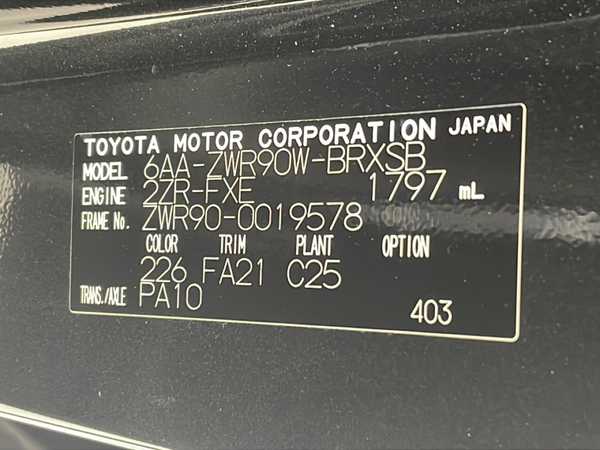 TOYOTA MOTOR CORPORATION JAPAN
MODEL 6AA-ZWR90W-BRXSB
ENGINE 2ZR-FXE 1797 mL
FRAME No. ZWR90-0019578
COLOR TRIM PLANT OPTION
226 FA21 C25
TRANS./AXLE PA10
403